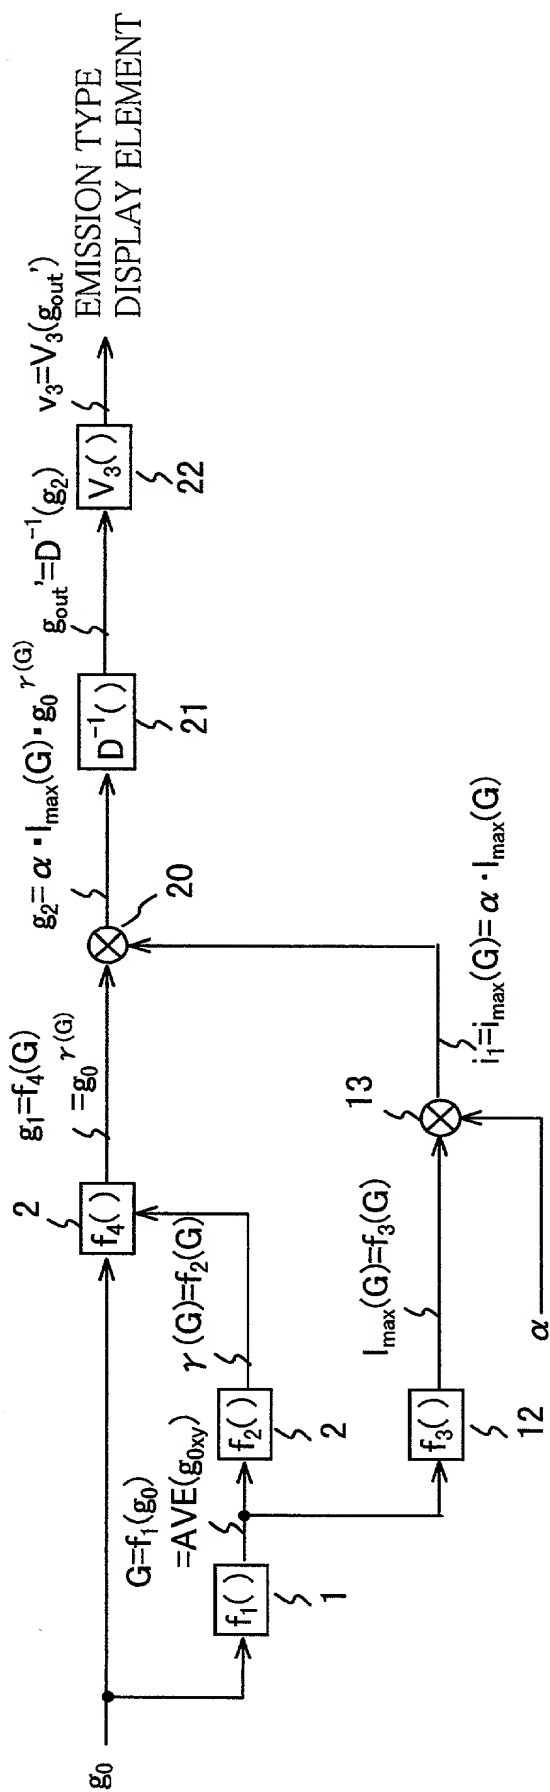 g₀
G=f₁(g₀)
=AVE(g₀ₓᵧ)
f₁( )
1
f₂( )
2
γ(G)=f₂(G)
f₄( )
2
g₁=f₄(G)
=g₀^γ(G)
f₃( )
12
I_max(G)=f₃(G)
α
13
i₁=i_max(G)=α・I_max(G)
20
g₂=α・I_max(G)・g₀^γ(G)
D⁻¹( )
21
g_out'=D⁻¹(g₂)
V₃( )
22
v₃=V₃(g_out')
EMISSION TYPE
DISPLAY ELEMENT